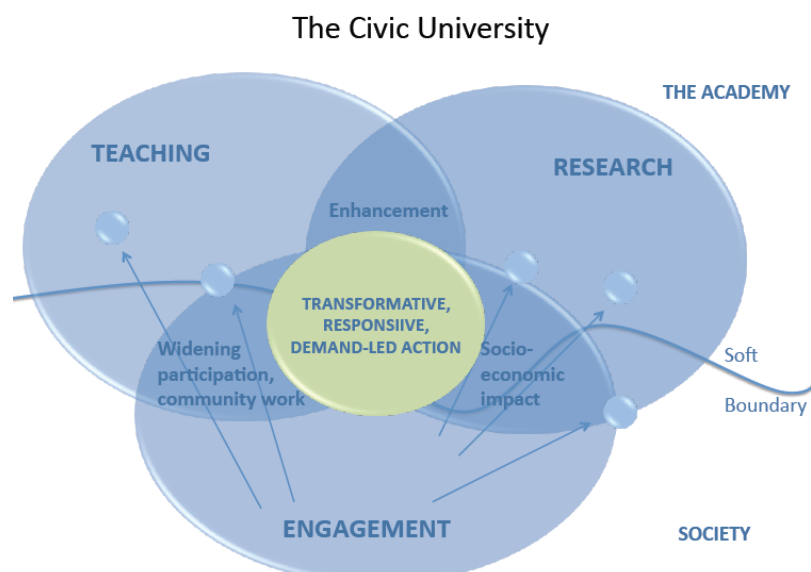 The Civic University
THE ACADEMY
TEACHING
RESEARCH
Enhancement
TRANSFORMATIVE,
RESPONSIIVE,
DEMAND-LED ACTION
Widening
participation,
community work
Socio-
economic
impact
Soft
Boundary
ENGAGEMENT
SOCIETY